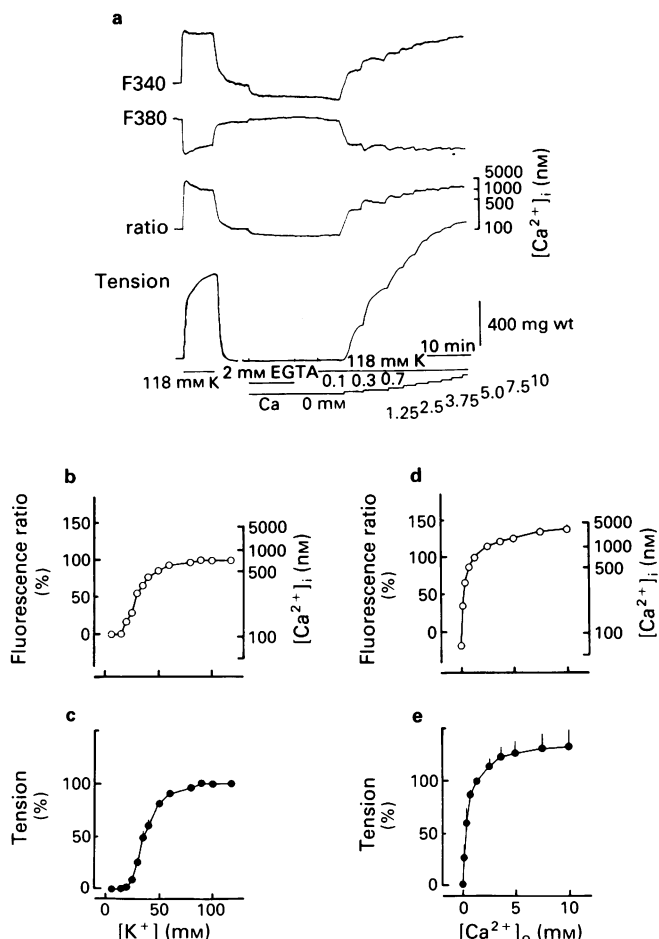 a
F340
F380
ratio
5000
1000
500
100
[Ca²⁺]ᵢ (nM)
Tension
400 mg wt
10 min
118 mM K
2 mM EGTA
118 mM K
0.1 0.3 0.7
Ca 0 mM
1.25 2.5 3.75 5.0 7.5 10
b
Fluorescence ratio
(%)
150
100
50
0
5000
1000
500
100
[Ca²⁺]ᵢ (nM)
d
Fluorescence ratio
(%)
150
100
50
0
5000
1000
500
100
[Ca²⁺]ᵢ (nM)
c
Tension
(%)
100
50
0
0 50 100
[K⁺] (mM)
e
Tension
(%)
100
50
0
0 5 10
[Ca²⁺]ₒ (mM)